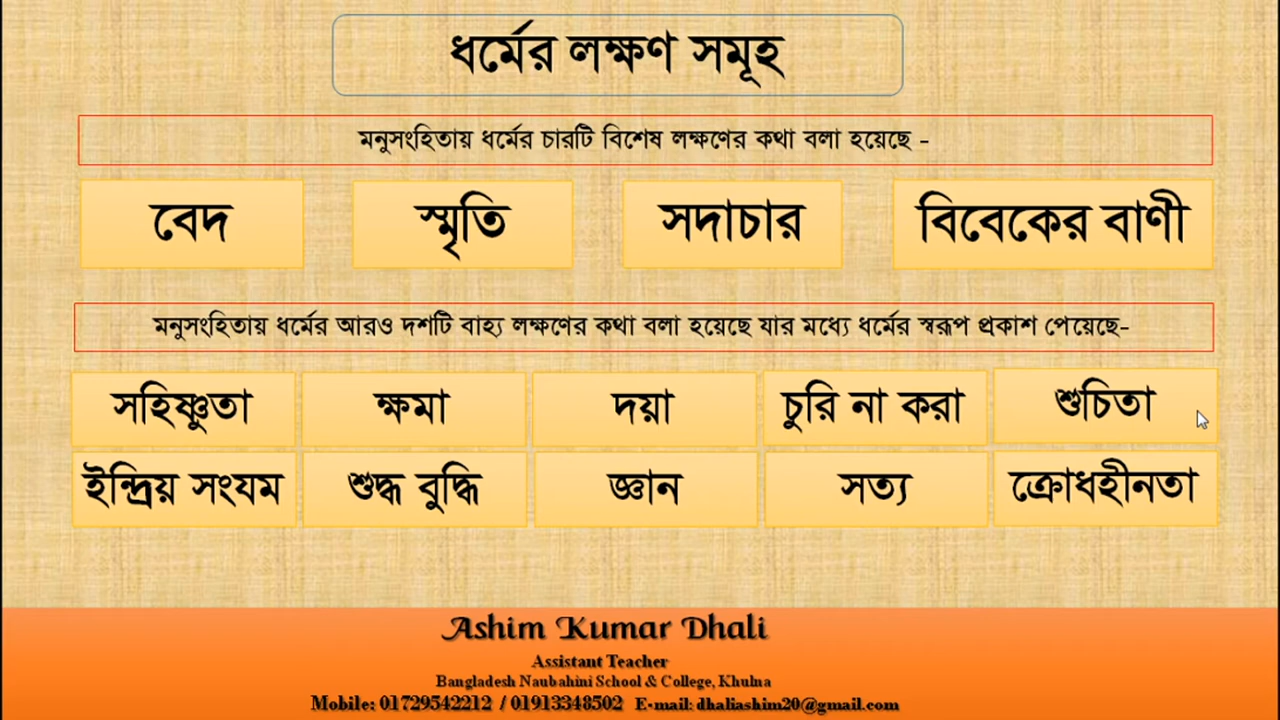 ধর্মের লক্ষণ সমূহ
মনুসংহিতায় ধর্মের চারটি বিশেষ লক্ষণের কথা বলা হয়েছে -
বেদ স্মৃতি সদাচার বিবেকের বাণী
মনুসংহিতায় ধর্মের আরও দশটি বাহ্য লক্ষণের কথা বলা হয়েছে যার মধ্যে ধর্মের স্বরূপ প্রকাশ পেয়েছে-
সহিষ্ণুতা ক্ষমা দয়া চুরি না করা শুচিতা
ইন্দ্রিয় সংযম শুদ্ধ বুদ্ধি জ্ঞান সত্য ক্রোধহীনতা
Ashim Kumar Dhali
Assistant Teacher
Bangladesh Naubahini School & College, Khulna
Mobile: 01729542212 / 01913348502 E-mail: dhaliashim20@gmail.com